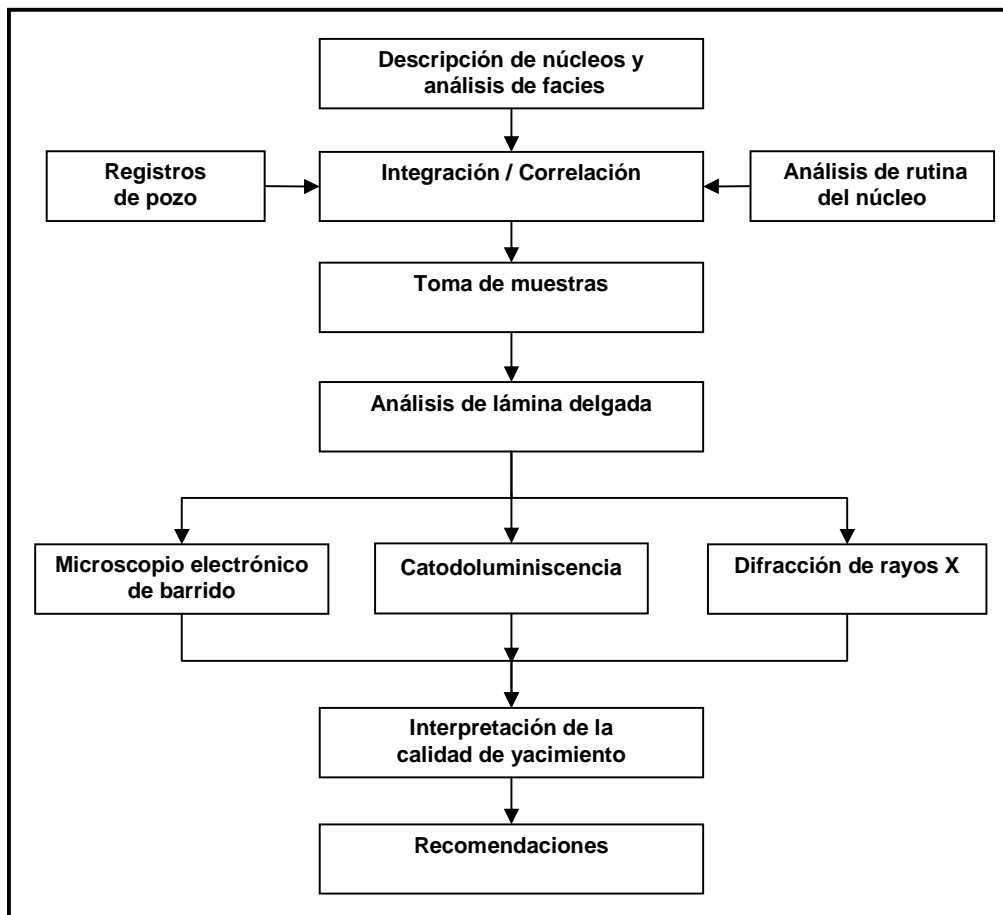 Descripción de núcleos y
análisis de facies
Registros
de pozo
Integración / Correlación
Análisis de rutina
del núcleo
Toma de muestras
Análisis de lámina delgada
Microscopio electrónico
de barrido
Catodoluminiscencia
Difracción de rayos X
Interpretación de la
calidad de yacimiento
Recomendaciones